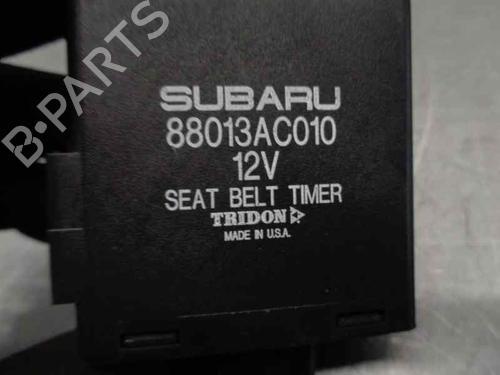 B-PARTS
SUBARU
88013AC010
12V
SEAT BELT TIMER
TRIDON
MADE IN U.S.A.